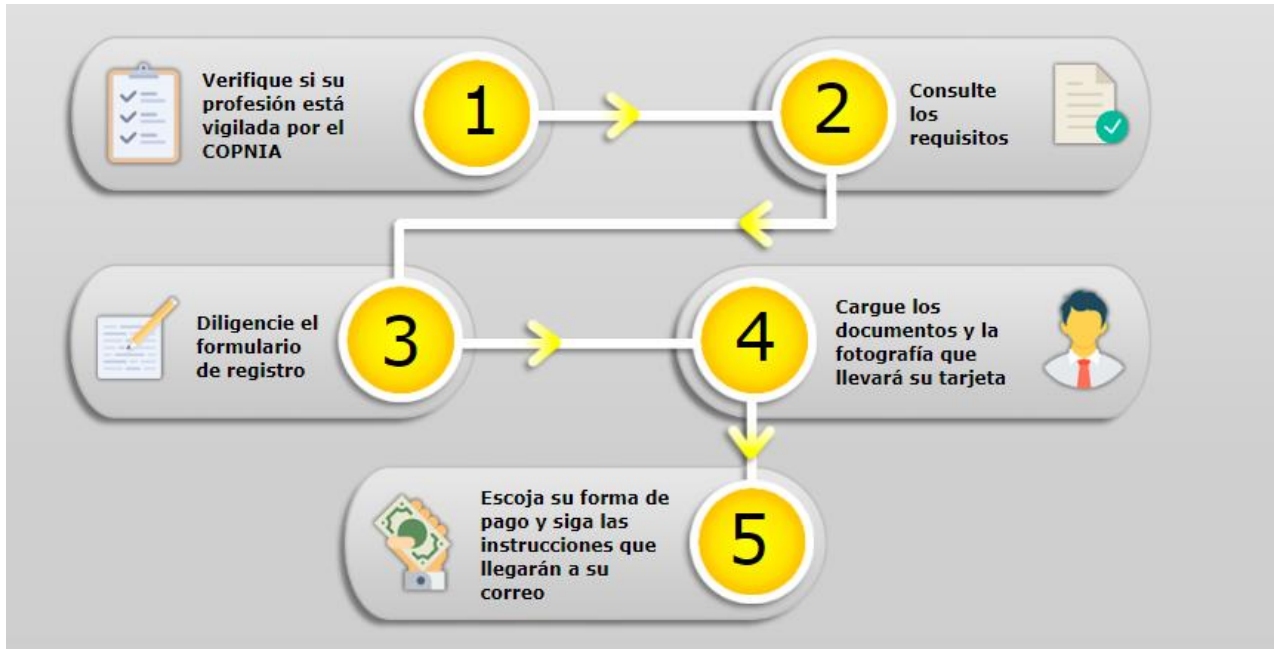 Verifique si su
profesión está
vigilada por el
COPNIA
1
2
Consulte
los
requisitos
Diligencie el
formulario
de registro
3
4
Cargue los
documentos y la
fotografía que
llevará su tarjeta
Escoja su forma de
pago y siga las
instrucciones que
llegarán a su
correo
5